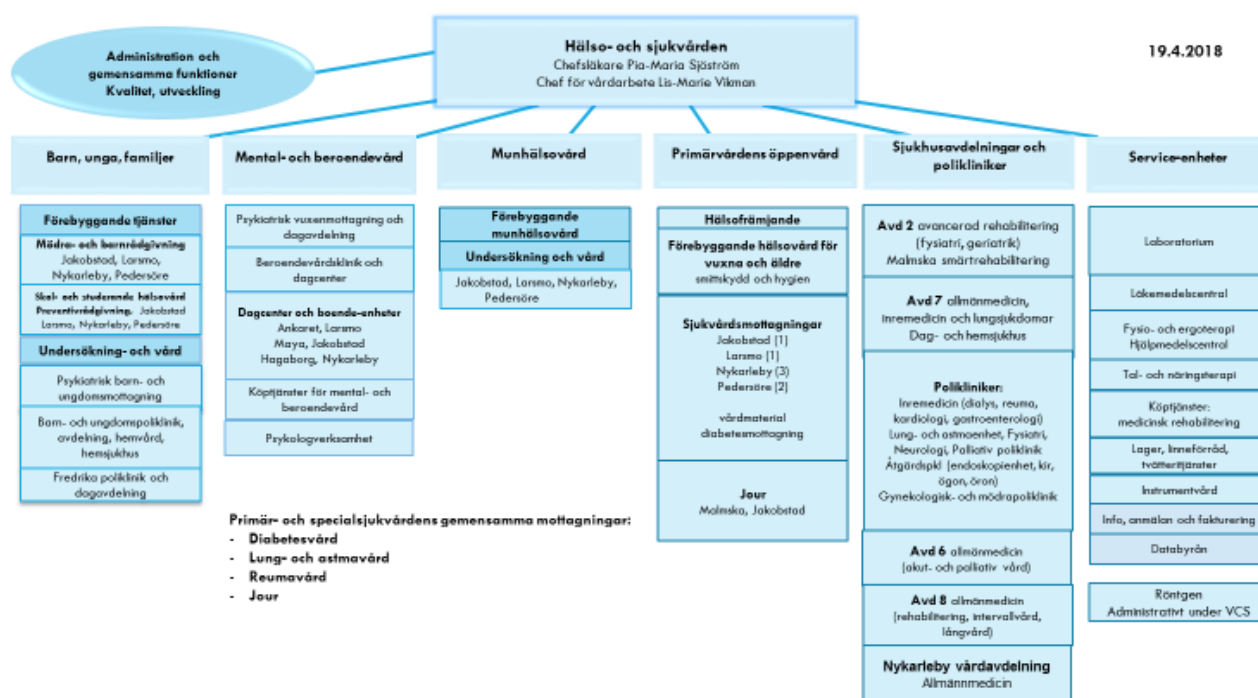 Administration och
gemensamma funktioner
Kvalitet, utveckling
Hälso- och sjukvården
Chefsläkare Pia-Maria Sjöström
Chef för vårdarbete Lis-Marie Vikman
19.4.2018
Barn, unga, familjer
Förebyggande tjänster
Mödra- och barnrådgivning
Jakobstad, Larsmo,
Nykarleby, Pedersöre
Skol- och studerande hälsovård
Preventivrådgivning, Jakobstad
Larsmo, Nykarleby, Pedersöre
Undersökning- och vård
Psykiatrisk barn- och
ungdomsmottagning
Barn- och ungdomspoliklinik,
avdelning, hemvård,
hemsjukhus
Fredrika poliklinik och
dagavdelning
Mental- och beroendevård
Psykiatrisk vuxenmottagning och
dagavdelning
Beroendevårdsklinik och
dagcenter
Dagcenter och boende-enheter
Ankaret, Larsmo
Maya, Jakobstad
Hagaborg, Nykarleby
Köptjänster för mental- och
beroendevård
Psykologverksamhet
Munhälsovård
Förebyggande
munhälsovård
Undersökning och vård
Jakobstad, Larsmo, Nykarleby,
Pedersöre
Primärvårdens öppenvård
Hälsofrämjande
Förebyggande hälsovård för
vuxna och äldre
smittskydd och hygien
Sjukvårdsmottagningar
Jakobstad (1)
Larsmo (1)
Nykarleby (3)
Pedersöre (2)
vårdmaterial
diabetesmottagning
Jour
Malmska, Jakobstad
Sjukhusavdelningar och
polikliniker
Avd 2 avancerad rehabilitering
(fysiatri, geriatrik)
Malmska smärtrehabilitering
Avd 7 allmänmedicin,
inremedicin och lungsjukdomar
Dag- och hemsjukhus
Polikliniker:
Inremedicin (dialys, reuma,
kardiologi, gastroenterologi)
Lung- och astmaenhet, Fysiatri,
Neurologi, Palliativ poliklinik
Åtgärdspkl (endoskopienhet, kir,
ögon, öron)
Gynekologisk- och mödrapoliklinik
Avd 6 allmänmedicin
(akut- och palliativ vård)
Avd 8 allmänmedicin
(rehabilitering, intervallvård,
långvård)
Nykarleby vårdavdelning
Allmännmedicin
Service-enheter
Laboratorium
Läkemedelscentral
Fysio- och ergoterapi
Hjälpmedelscentral
Tal- och näringsterapi
Köptjänster:
medicinsk rehabilitering
Lager, linneförråd,
tvätteritjänster
Instrumentvård
Info, anmälan och fakturering
Databyrån
Röntgen
Administrativt under VCS
Primär- och specialsjukvårdens gemensamma mottagningar:
- Diabetesvård
- Lung- och astmavård
- Reumavård
- Jour